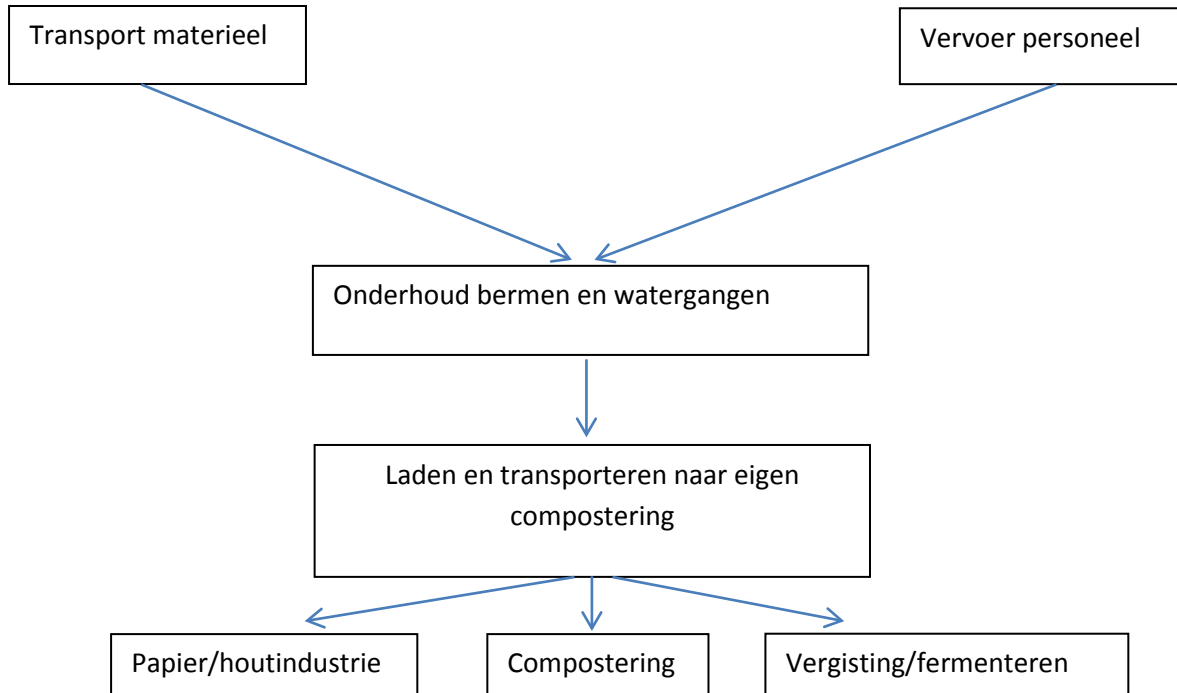 Transport materieel
Vervoer personeel
Onderhoud bermen en watergangen
Laden en transporteren naar eigen
compostering
Papier/houtindustrie
Compostering
Vergisting/fermenteren